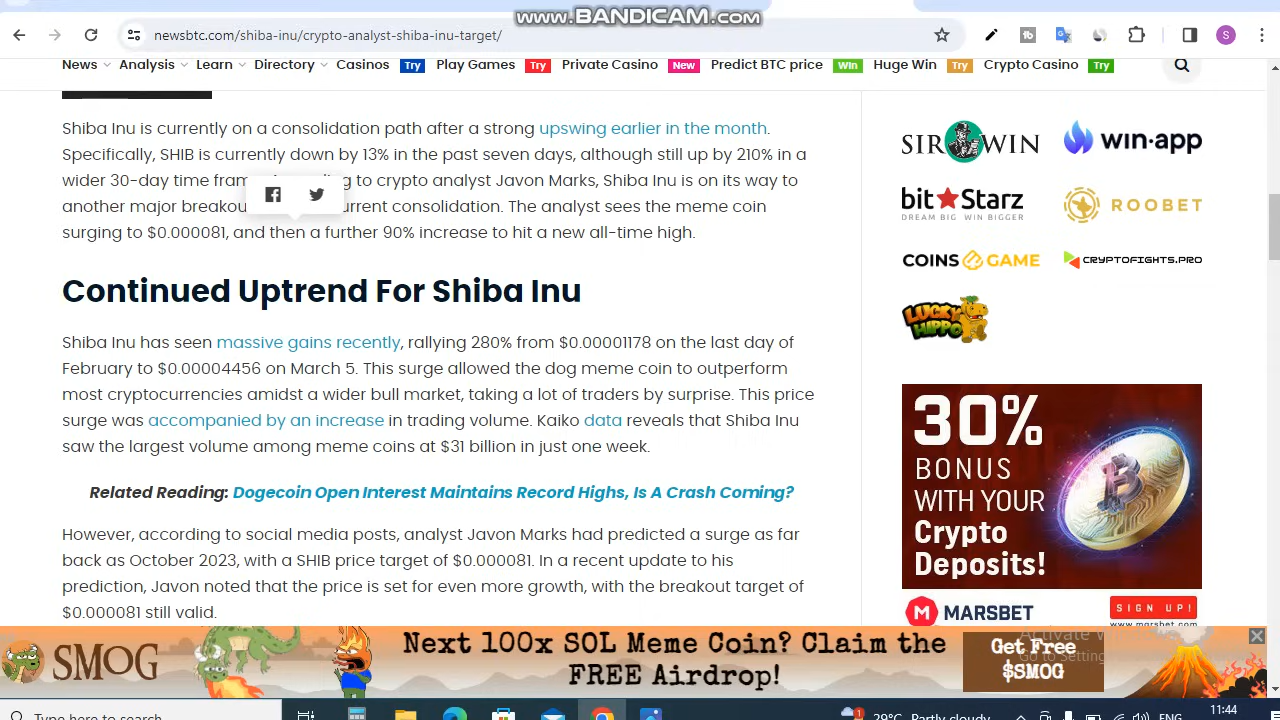 www.BANDICAM.com
newsbtc.com/shiba-inu/crypto-analyst-shiba-inu-target/
News Analysis Learn Directory Casinos Try Play Games Try Private Casino New Predict BTC price Win Huge Win Try Crypto Casino Try
Shiba Inu is currently on a consolidation path after a strong upswing earlier in the month.
Specifically, SHIB is currently down by 13% in the past seven days, although still up by 210% in a
wider 30-day time to crypto analyst Javon Marks, Shiba Inu is on its way to
another major current consolidation. The analyst sees the meme coin
surging to $0.000081, and then a further 90% increase to hit a new all-time high.
Continued Uptrend For Shiba Inu
Shiba Inu has seen massive gains recently, rallying 280% from $0.00001178 on the last day of
February to $0.00004456 on March 5. This surge allowed the dog meme coin to outperform
most cryptocurrencies amidst a wider bull market, taking a lot of traders by surprise. This price
surge was accompanied by an increase in trading volume. Kaiko data reveals that Shiba Inu
saw the largest volume among meme coins at $31 billion in just one week.
Related Reading: Dogecoin Open Interest Maintains Record Highs, Is A Crash Coming?
However, according to social media posts, analyst Javon Marks had predicted a surge as far
back as October 2023, with a SHIB price target of $0.000081. In a recent update to his
prediction, Javon noted that the price is set for even more growth, with the breakout target of
$0.000081 still valid.
SIR WIN
win·app
bitStarz
DREAM BIG WIN BIGGER
ROOBET
COINS GAME
CRYPTOFIGHTS.PRO
LUCKY
HIPPO
30%
BONUS
WITH YOUR
Crypto
Deposits!
MARSBET
SIGN UP!
www.marsbet.com
SMOG
Next 100x SOL Meme Coin? Claim the
FREE Airdrop!
Get Free
$SMOG
Activate
Go to Setting
Type here to search
29°C Partly cloudy
ENG
11:44